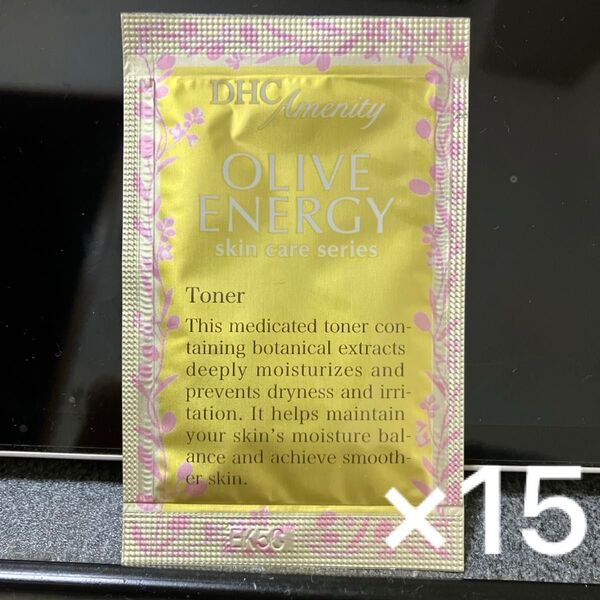 DHC Amenity
OLIVE
ENERGY
skin care series
Toner
This medicated toner con-
taining botanical extracts
deeply moisturizes and
prevents dryness and irri-
tation. It helps maintain
your skin's moisture bal-
ance and achieve smooth-
er skin.
×15